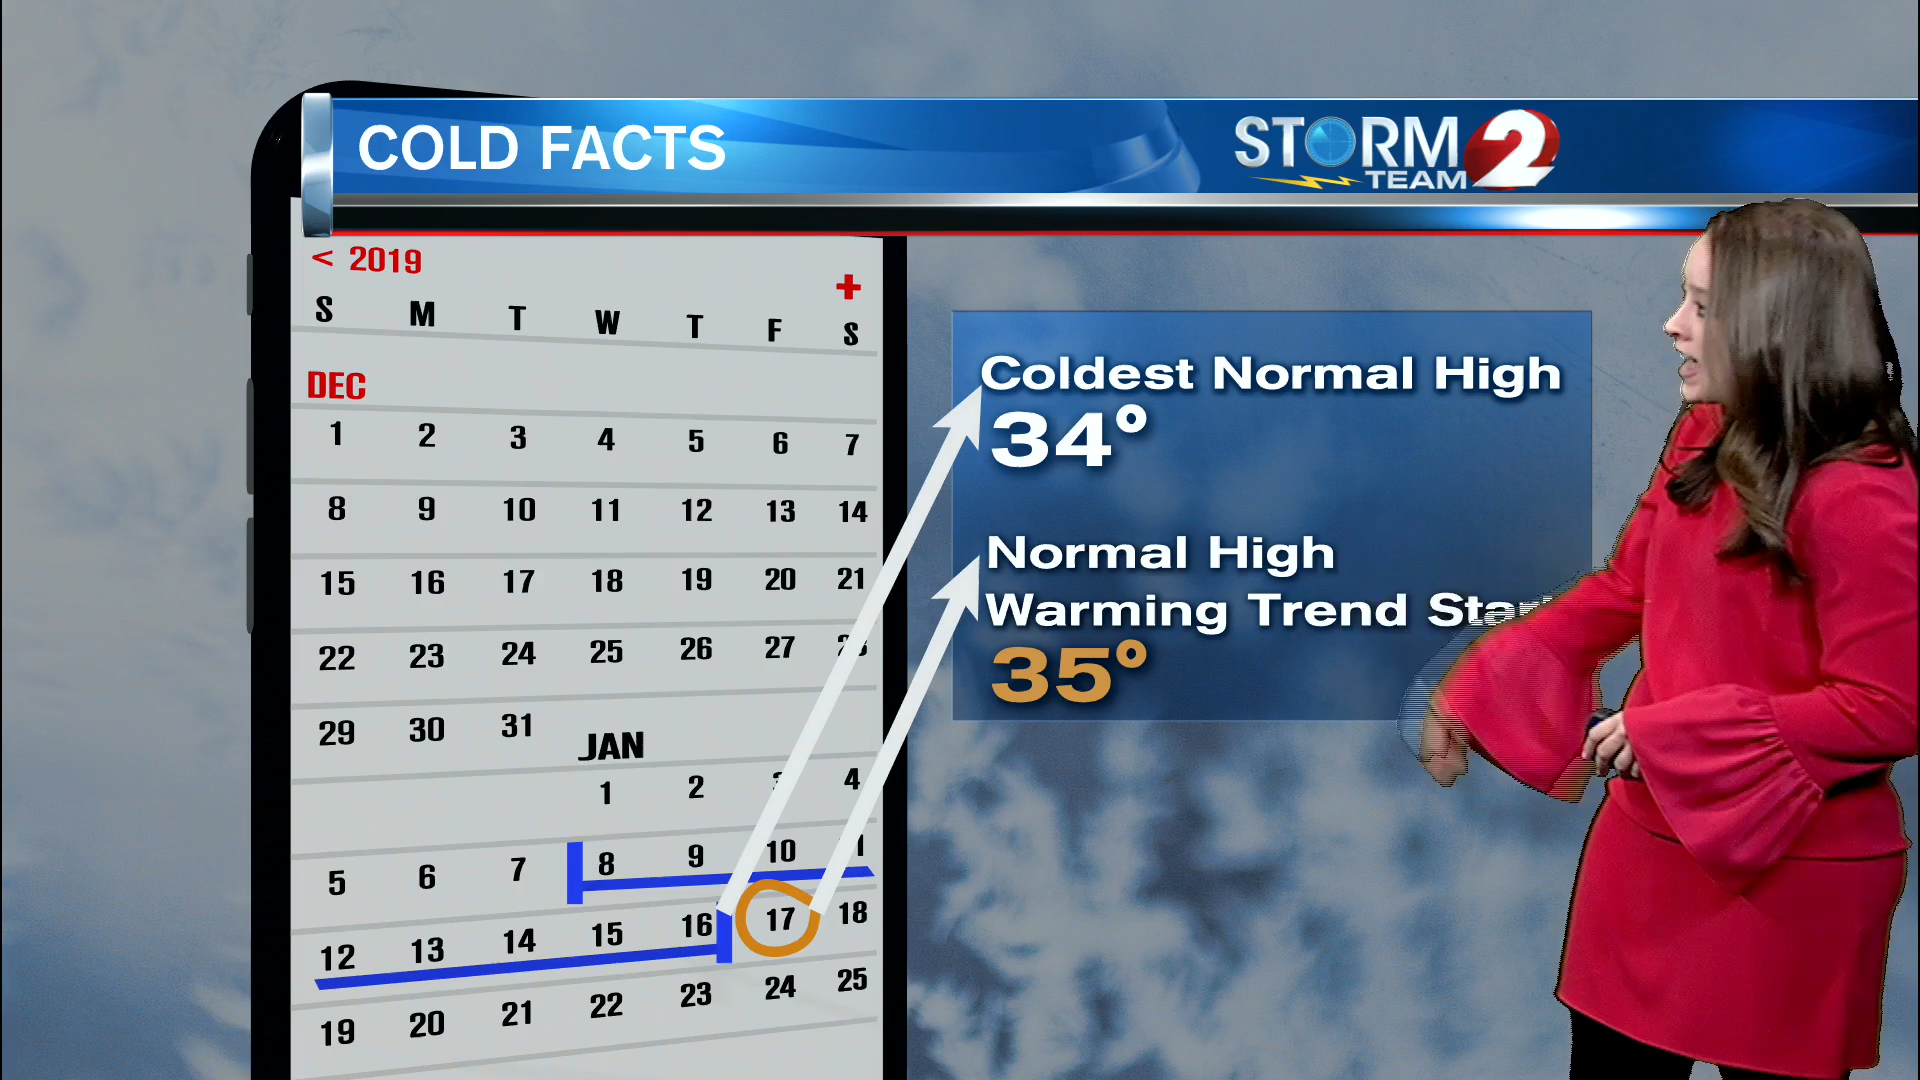 COLD FACTS
STORM
TEAM 2
< 2019
+
S M T W T F S
DEC
1 2 3 4 5 6 7
8 9 10 11 12 13 14
15 16 17 18 19 20 21
22 23 24 25 26 27
29 30 31
JAN
1 2 4
5 6 7 8 9 10
12 13 14 15 16 17 18
19 20 21 22 23 24 25
Coldest Normal High
34°
Normal High
Warming Trend
35°